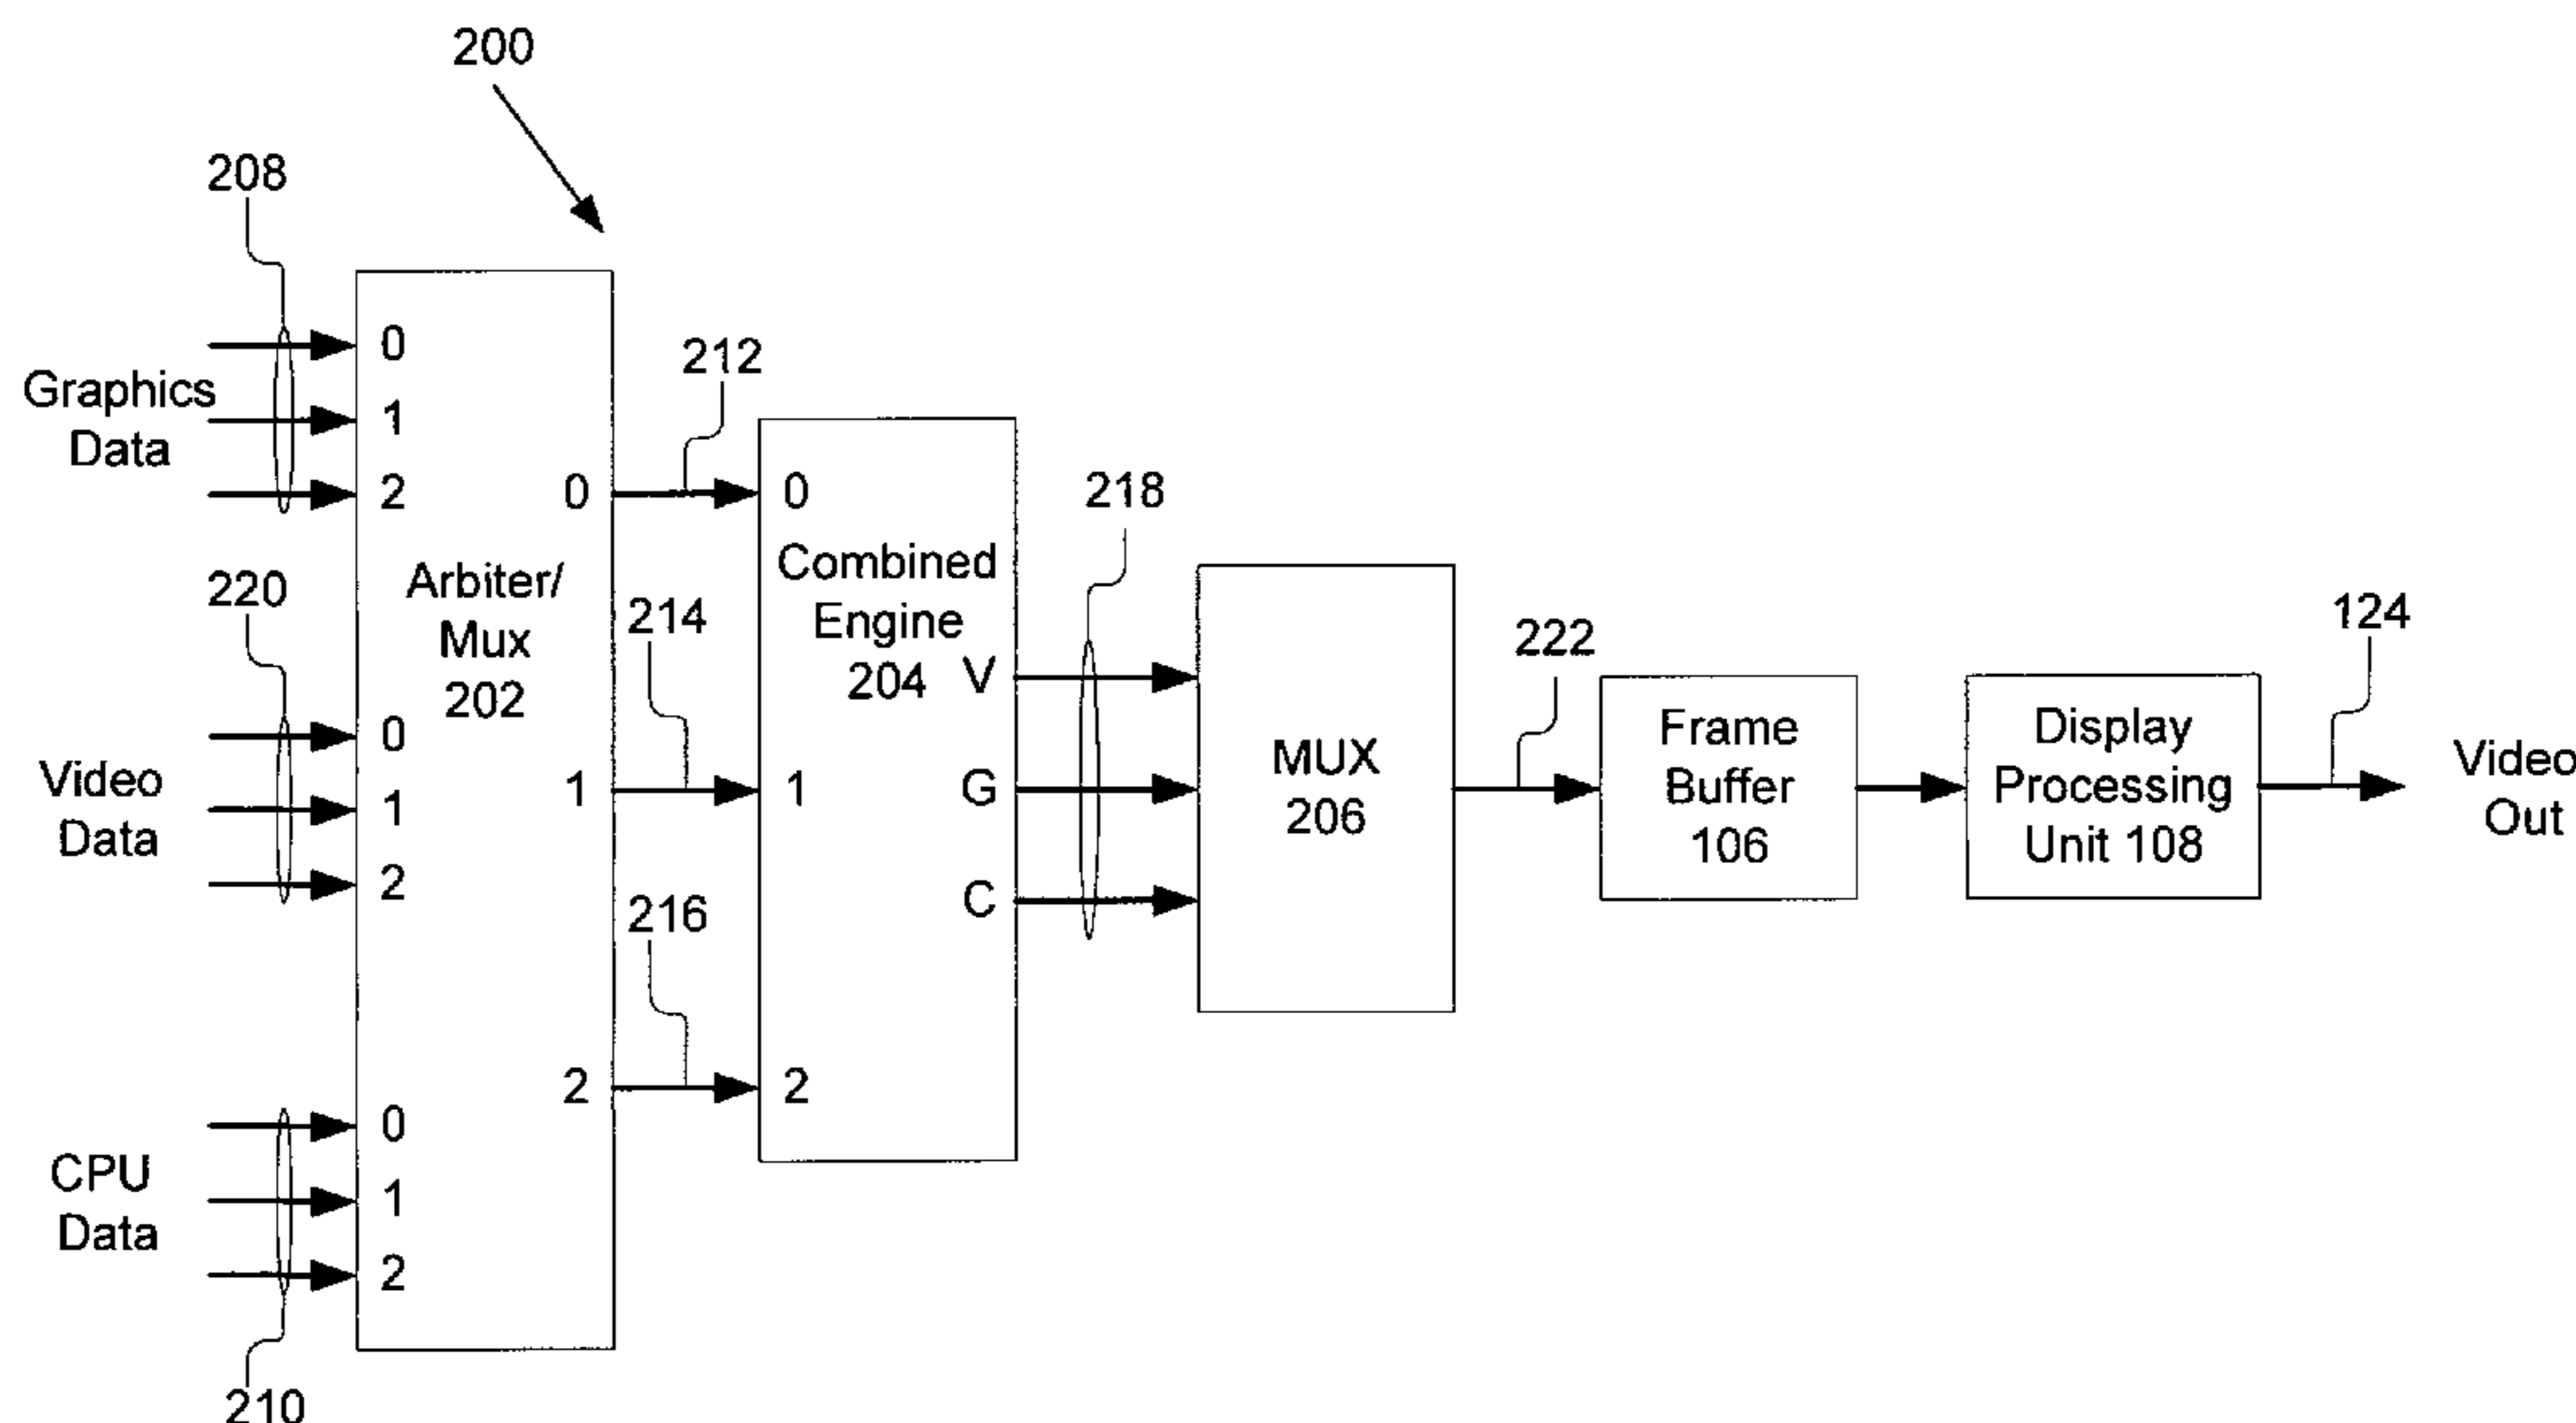 200
208
Graphics
Data
0
1
2
220
Video
Data
0
1
2
CPU
Data
0
1
2
210
Arbiter/
Mux
202
0
1
2
212
214
216
0
1
2
Combined
Engine
204
V
G
C
218
MUX
206
222
Frame
Buffer
106
Display
Processing
Unit 108
124
Video
Out